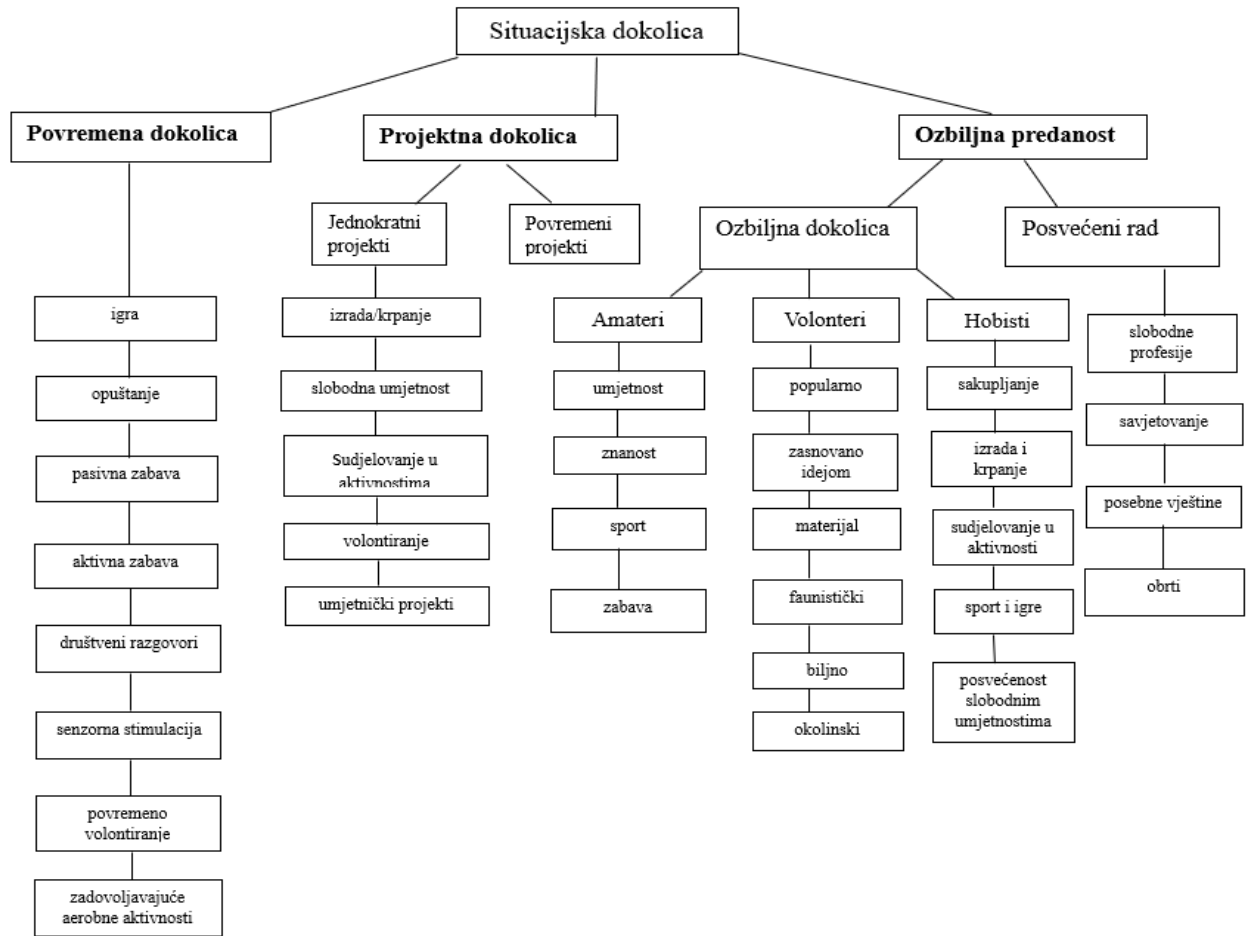 Situacijska dokolica
Povremena dokolica
Projektna dokolica
Ozbiljna predanost
Jednokratni
projekti
Povremeni
projekti
Ozbiljna dokolica
Posvećeni rad
igra
opuštanje
pasivna zabava
aktivna zabava
društveni razgovori
senzorna stimulacija
povremeno
volontiranje
zadovoljavajuće
aerobne aktivnosti
izrada/krpanje
slobodna umjetnost
Sudjelovanje u
aktivnostima
volontiranje
umjetnički projekti
Amateri
umjetnost
znanost
sport
zabava
Volonteri
popularno
zasnovano
idejom
materijal
faunistički
biljno
okolinski
Hobisti
sakupljanje
izrada i
krpanje
sudjelovanje u
aktivnosti
sport i igre
posvećenost
slobodnim
umjetnostima
slobodne
profesije
savjetovanje
posebne vještine
obrti